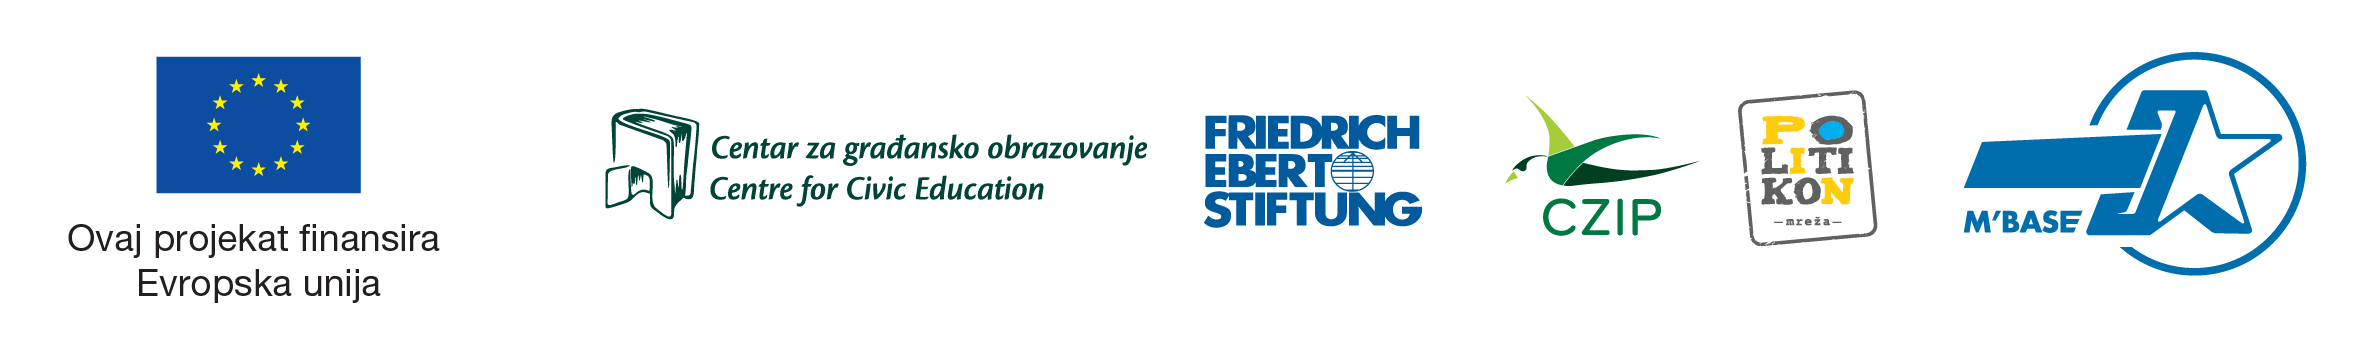 Ovaj projekat finansira
Evropska unija
Centar za građansko obrazovanje
Centre for Civic Education
FRIEDRICH
EBERT
STIFTUNG
CZIP
PO
LITI
KON
—mreža—
M'BASE